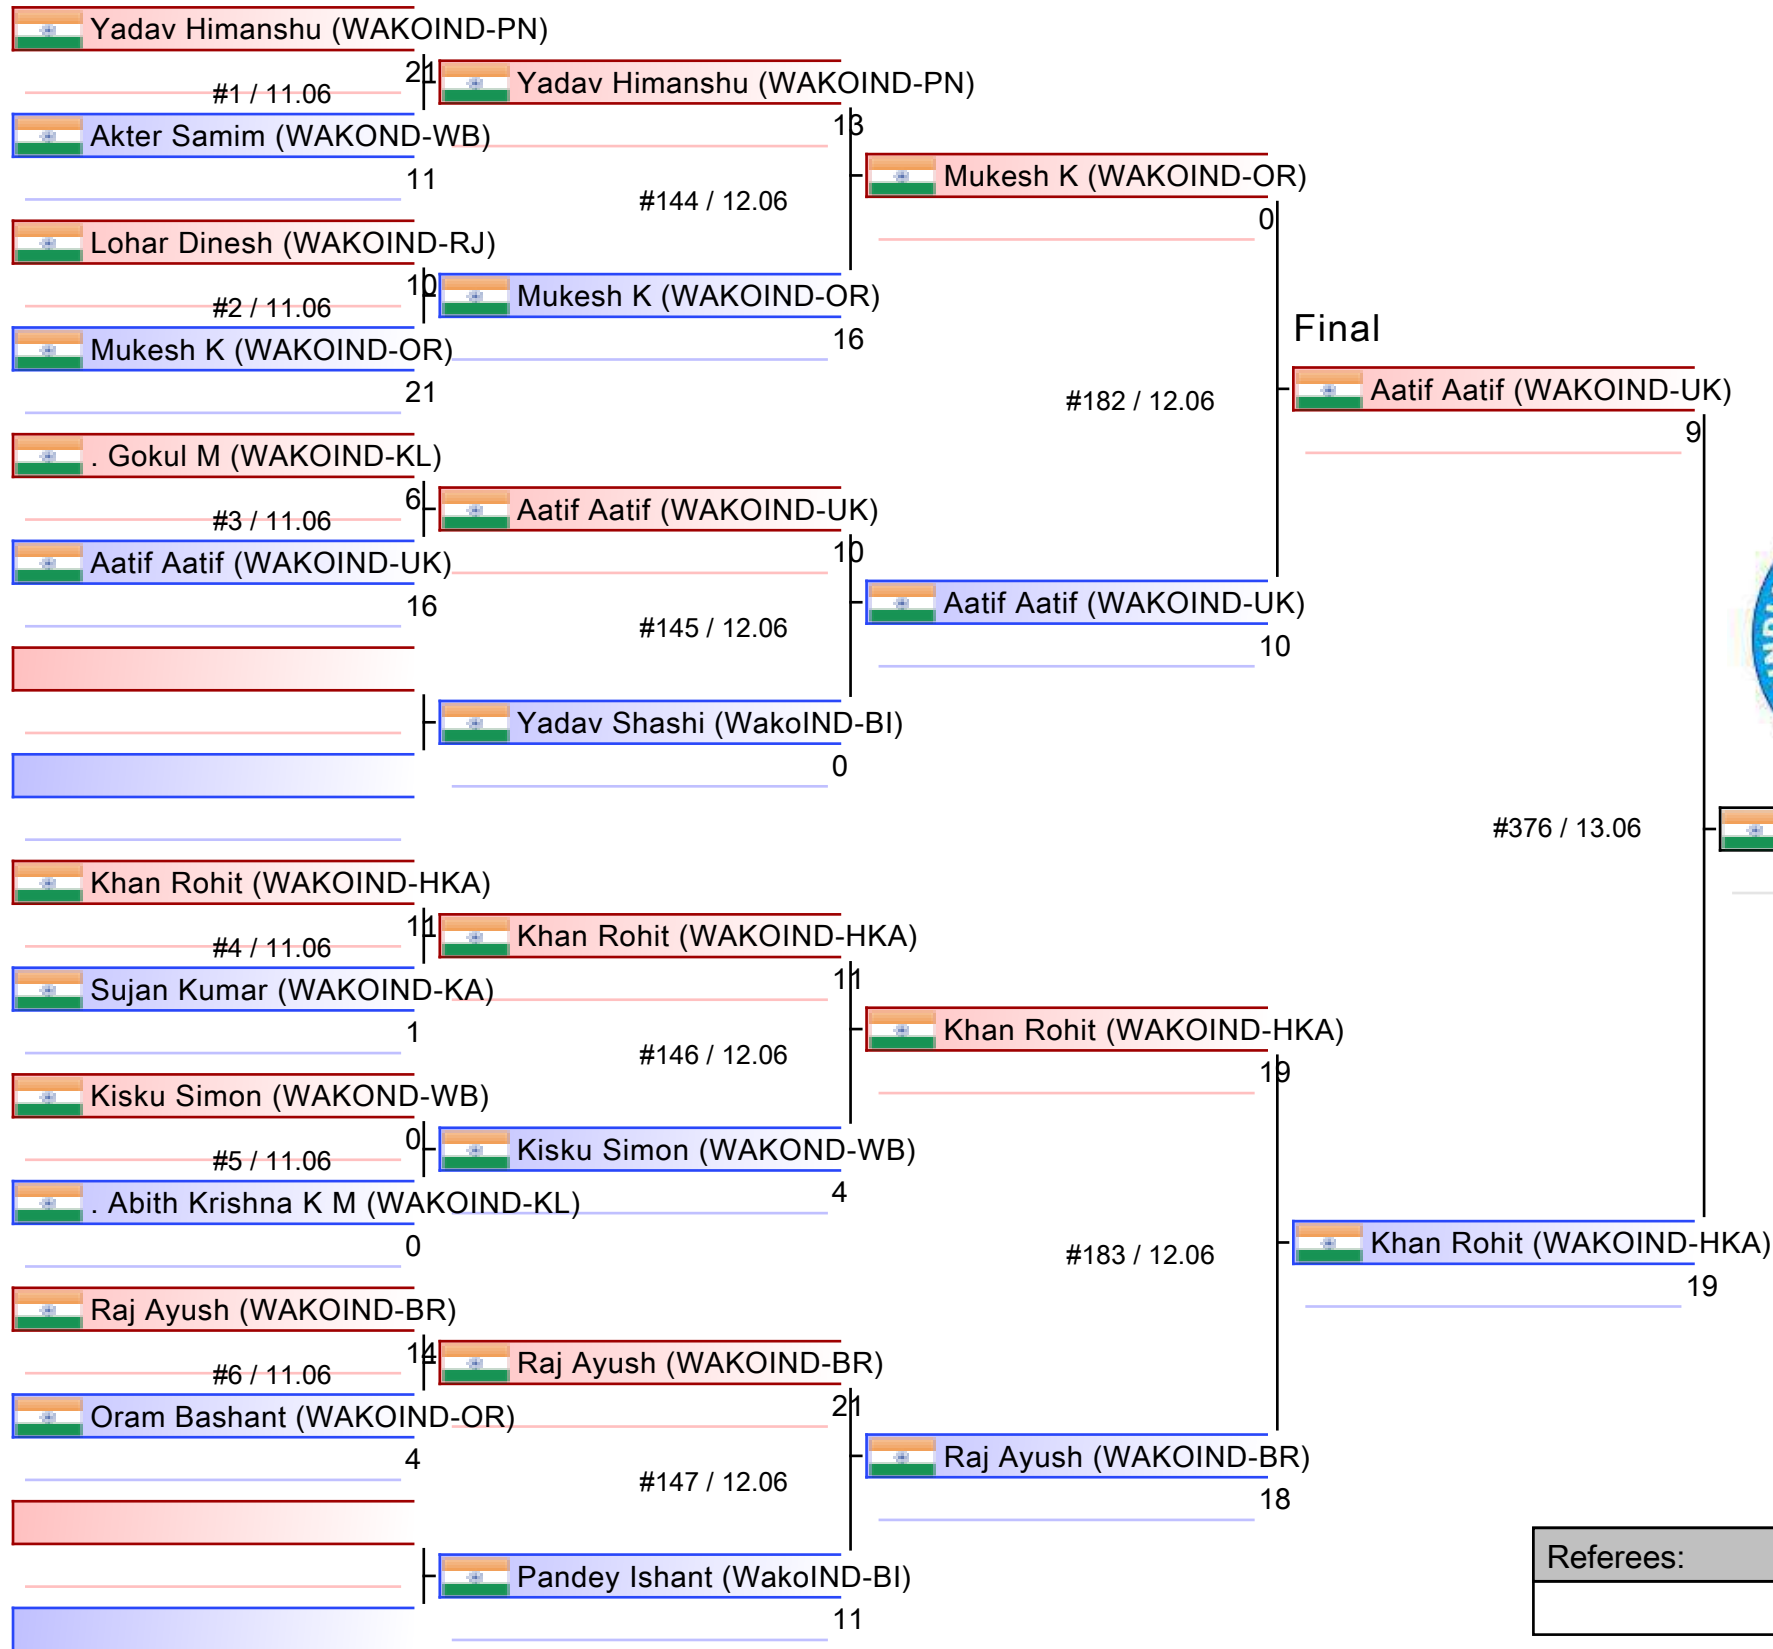 Yadav Himanshu (WAKOIND-PN)
21
#1 / 11.06
Akter Samim (WAKOND-WB)
11
Lohar Dinesh (WAKOIND-RJ)
10
#2 / 11.06
Mukesh K (WAKOIND-OR)
21
. Gokul M (WAKOIND-KL)
6
#3 / 11.06
Aatif Aatif (WAKOIND-UK)
16
Khan Rohit (WAKOIND-HKA)
11
#4 / 11.06
Sujan Kumar (WAKOIND-KA)
1
Kisku Simon (WAKOND-WB)
0
#5 / 11.06
. Abith Krishna K M (WAKOIND-KL)
0
Raj Ayush (WAKOIND-BR)
14
#6 / 11.06
Oram Bashant (WAKOIND-OR)
4
Yadav Himanshu (WAKOIND-PN)
13
#144 / 12.06
Mukesh K (WAKOIND-OR)
16
Aatif Aatif (WAKOIND-UK)
10
#145 / 12.06
Yadav Shashi (WakoIND-BI)
0
Khan Rohit (WAKOIND-HKA)
11
#146 / 12.06
Kisku Simon (WAKOND-WB)
4
Raj Ayush (WAKOIND-BR)
21
#147 / 12.06
Pandey Ishant (WakoIND-BI)
11
Mukesh K (WAKOIND-OR)
0
#182 / 12.06
Aatif Aatif (WAKOIND-UK)
10
Khan Rohit (WAKOIND-HKA)
19
#183 / 12.06
Raj Ayush (WAKOIND-BR)
18
Final
Aatif Aatif (WAKOIND-UK)
9
#376 / 13.06
Khan Rohit (WAKOIND-HKA)
19
Referees: